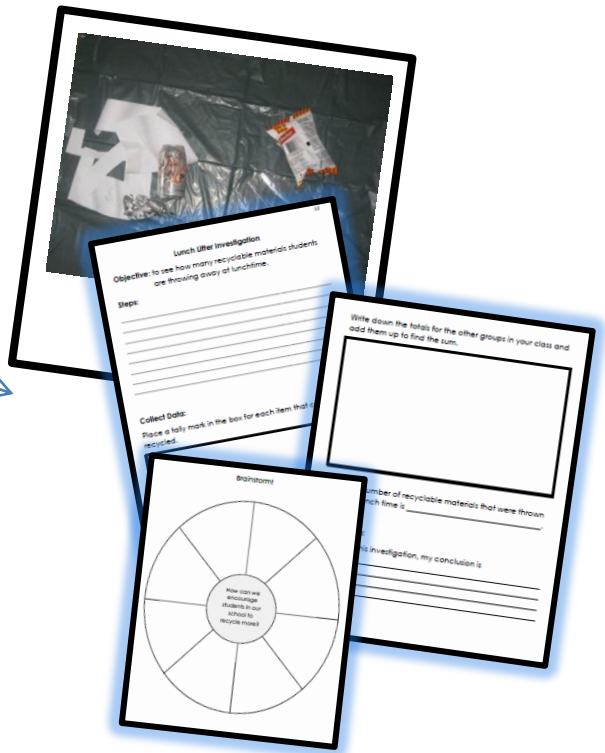 Lunch Litter Investigation
Objective: to see how many recyclable materials students
are throwing away at lunchtime.
Steps:
Collect Data:
Place a tally mark in the box for each item that
recycled.
Write down the totals for the other groups in your class and
add them up to find the sum.
number of recyclable materials that were thrown
time is
investigation, my conclusion is
Brainstorm!
How can we
encourage
students in our
school to
recycle more?